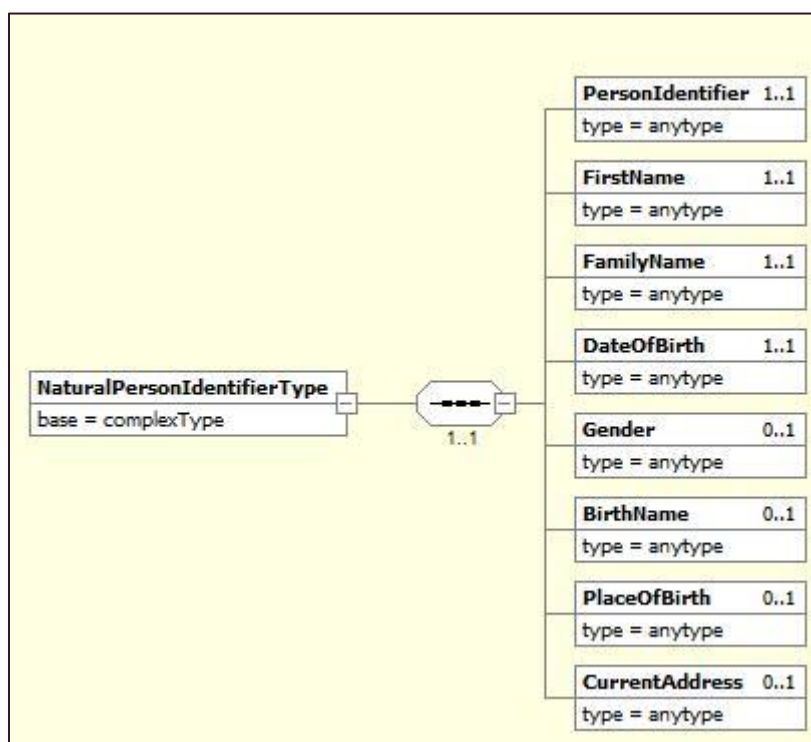 PersonIdentifier 1..1
type = anytype
FirstName 1..1
type = anytype
FamilyName 1..1
type = anytype
DateOfBirth 1..1
type = anytype
NaturalPersonIdentifierType
base = complexType
1..1
Gender 0..1
type = anytype
BirthName 0..1
type = anytype
PlaceOfBirth 0..1
type = anytype
CurrentAddress 0..1
type = anytype